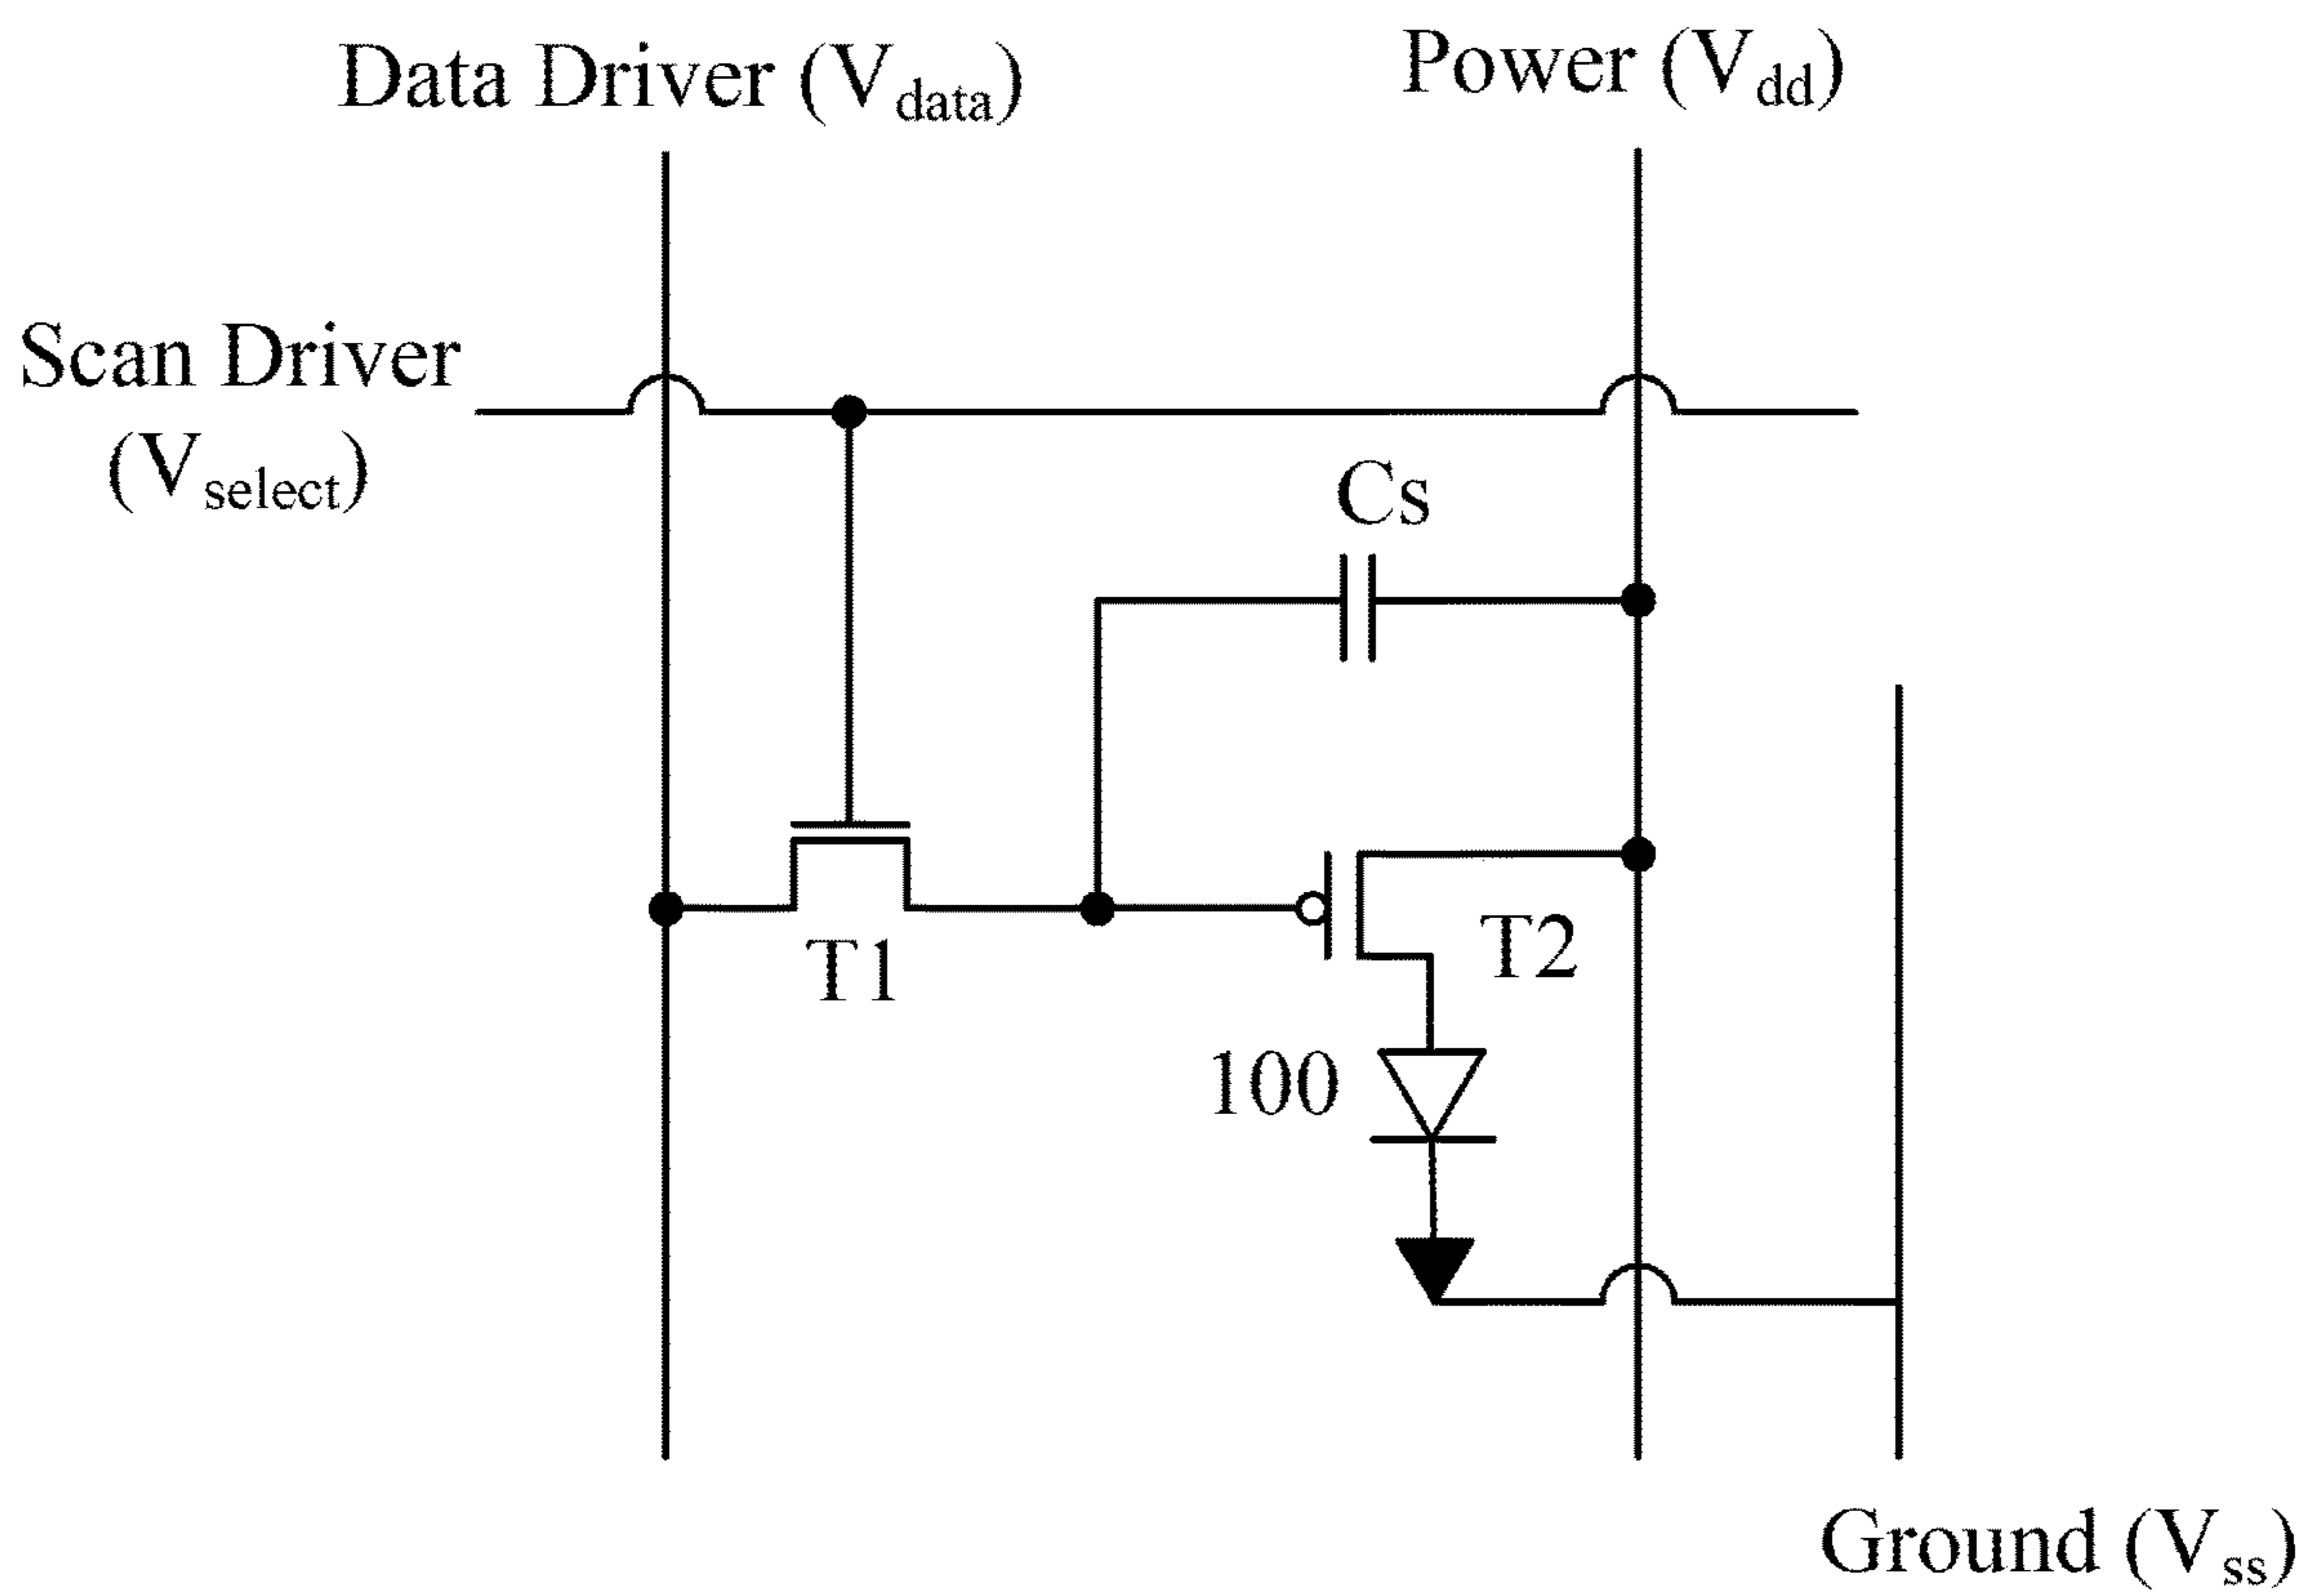 Data Driver (Vdata)
Power (Vdd)
Scan Driver
(Vselect)
Cs
T1
T2
100
Ground (Vss)